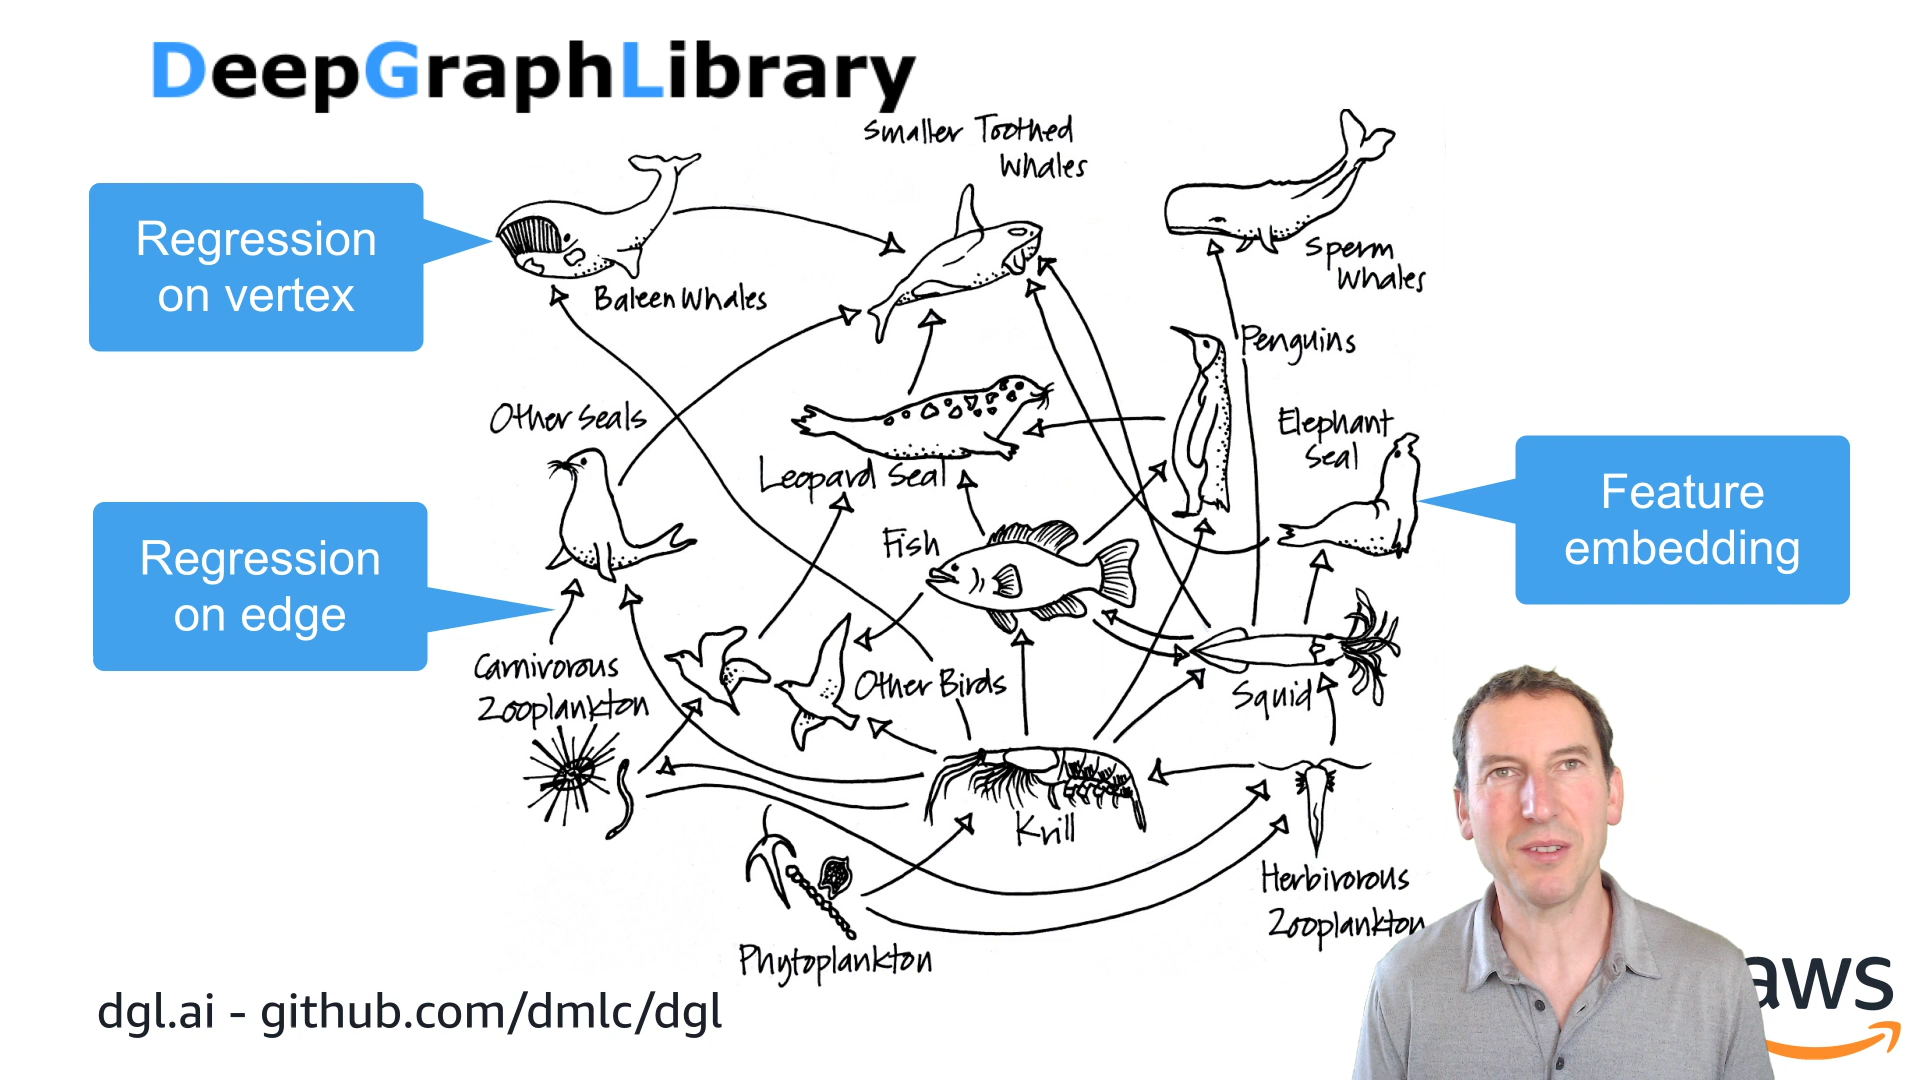 DeepGraphLibrary
Smaller Toothed
Whales
Regression
on vertex
Sperm
Whales
Baleen Whales
Penguins
Other Seals
Elephant
Seal
Leopard Seal
Feature
embedding
Fish
Regression
on edge
Carnivorous
Zooplankton
Other Birds
Squid
Krill
Herbivorous
Zooplankton
Phytoplankton
dgl.ai - github.com/dmlc/dgl
aws